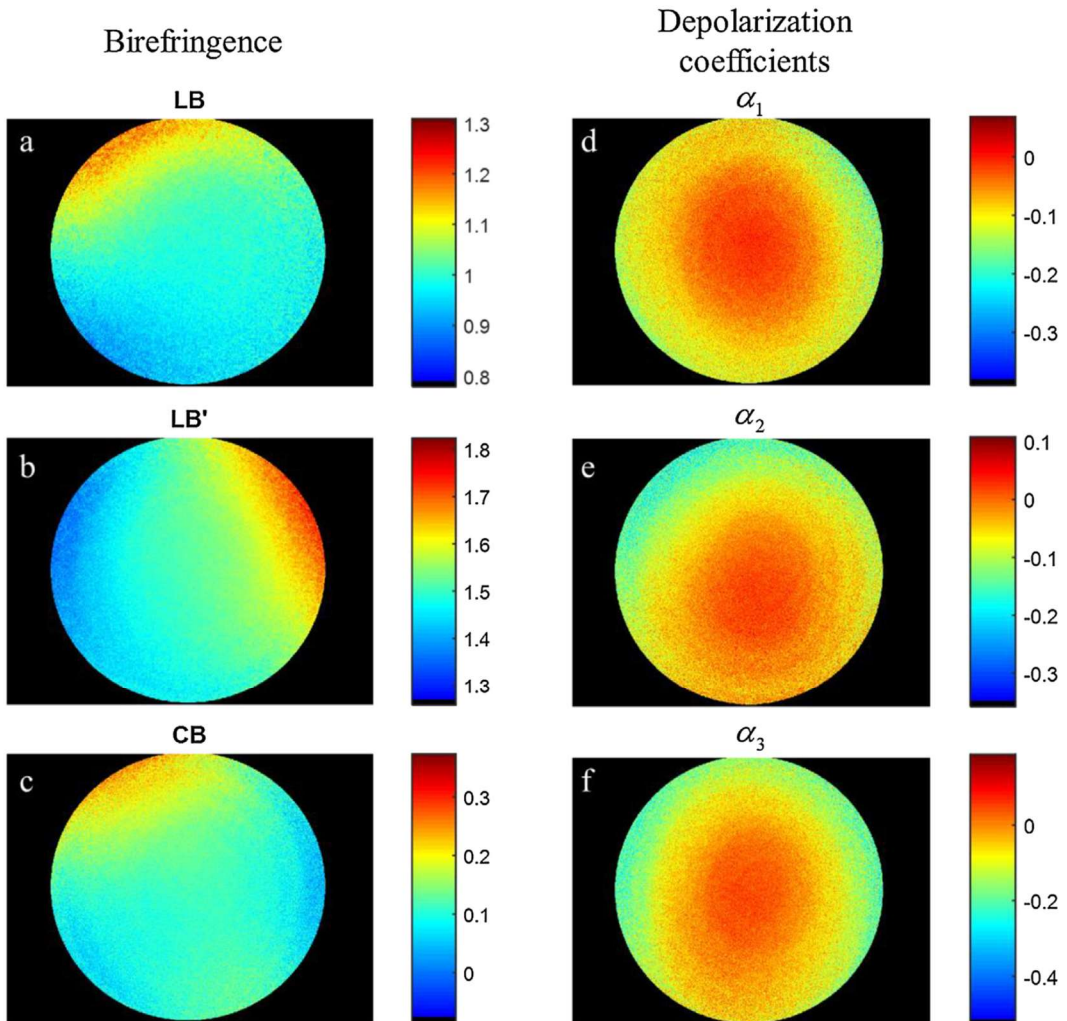 Birefringence
Depolarization
coefficients
LB
a
1.3
1.2
1.1
1
0.9
0.8
α1
d
0
-0.1
-0.2
-0.3
LB'
b
1.8
1.7
1.6
1.5
1.4
1.3
α2
e
0.1
0
-0.1
-0.2
-0.3
CB
c
0.3
0.2
0.1
0
α3
f
0
-0.2
-0.4